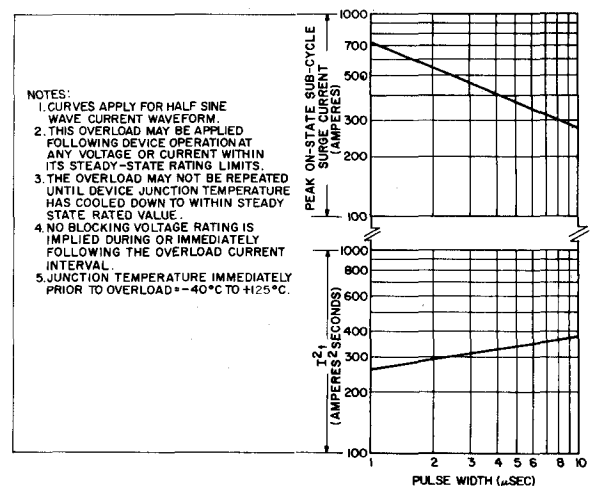 NOTES:
1. CURVES APPLY FOR HALF SINE
WAVE CURRENT WAVEFORM.
2. THIS OVERLOAD MAY BE APPLIED
FOLLOWING DEVICE OPERATION AT
ANY VOLTAGE OR CURRENT WITHIN
ITS STEADY-STATE RATING LIMITS.
3. THE OVERLOAD MAY NOT BE REPEATED
UNTIL DEVICE JUNCTION TEMPERATURE
HAS COOLED DOWN TO WITHIN STEADY
STATE RATED VALUE.
4. NO BLOCKING VOLTAGE RATING IS
IMPLIED DURING OR IMMEDIATELY
FOLLOWING THE OVERLOAD CURRENT
INTERVAL.
5. JUNCTION TEMPERATURE IMMEDIATELY
PRIOR TO OVERLOAD = -40°C TO +125°C.
PEAK ON-STATE SUB-CYCLE
SURGE CURRENT
(AMPERES)
1000
700
500
300
200
100
I²t
(AMPERES² SECONDS)
1000
800
600
400
300
200
100
1 2 3 4 5 6 8 10
PULSE WIDTH (μSEC)